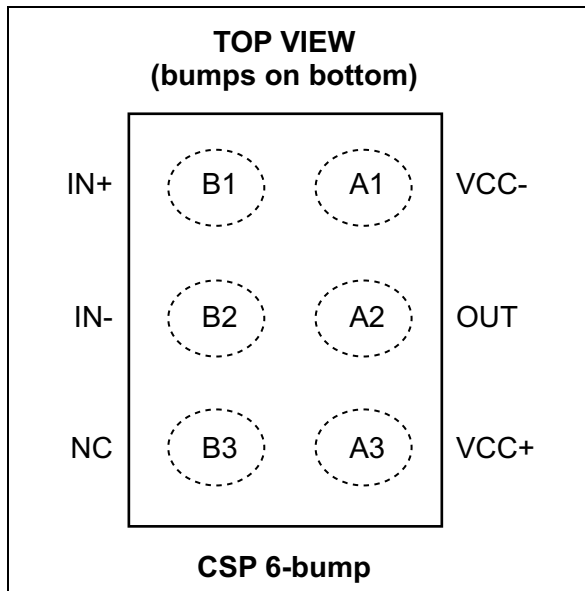 TOP VIEW
(bumps on bottom)
IN+ B1 A1 VCC-
IN- B2 A2 OUT
NC B3 A3 VCC+
CSP 6-bump